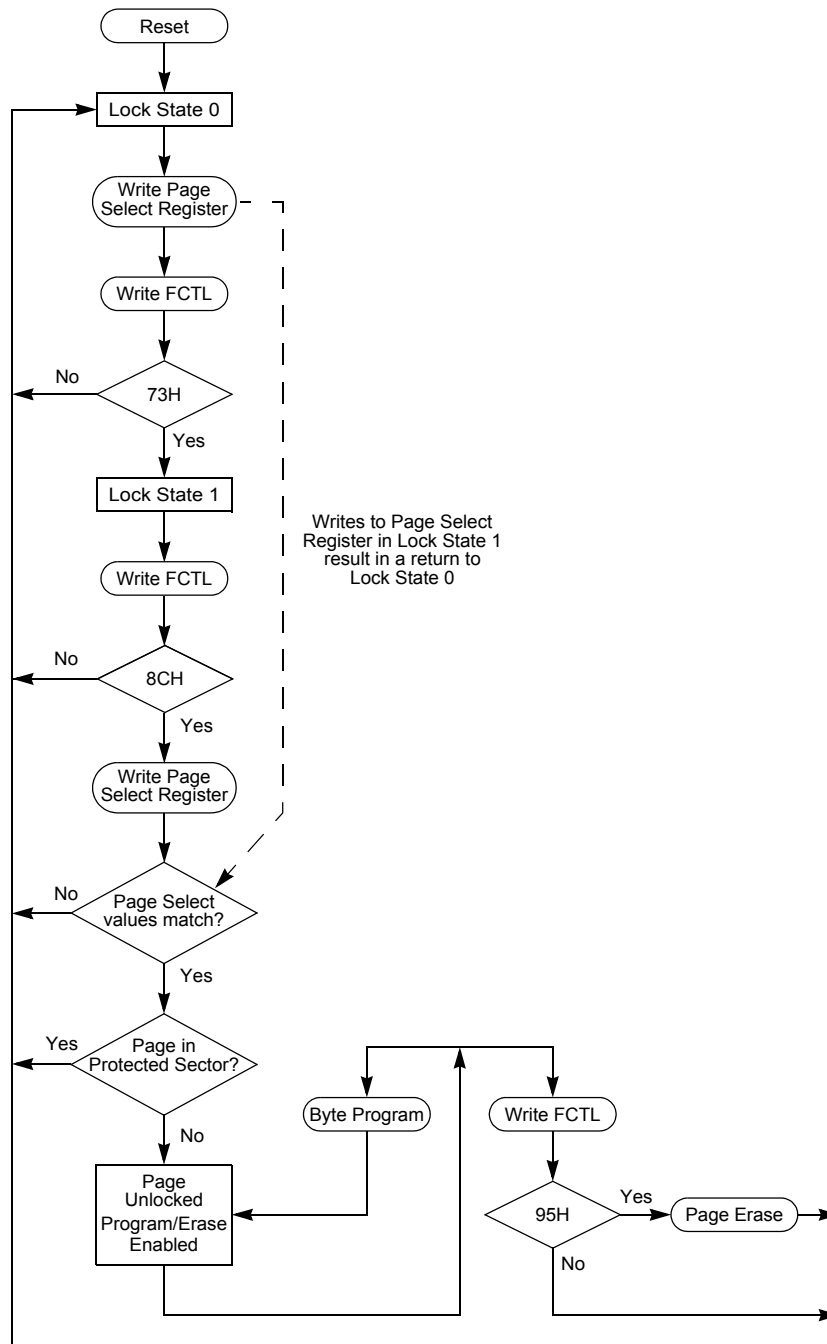 Reset
Lock State 0
Write Page
Select Register
Write FCTL
No
73H
Yes
Lock State 1
Writes to Page Select
Register in Lock State 1
result in a return to
Lock State 0
Write FCTL
No
8CH
Yes
Write Page
Select Register
No
Page Select
values match?
Yes
Yes
Page in
Protected Sector?
No
Byte Program
Write FCTL
Page
Unlocked
Program/Erase
Enabled
95H
Yes
Page Erase
No